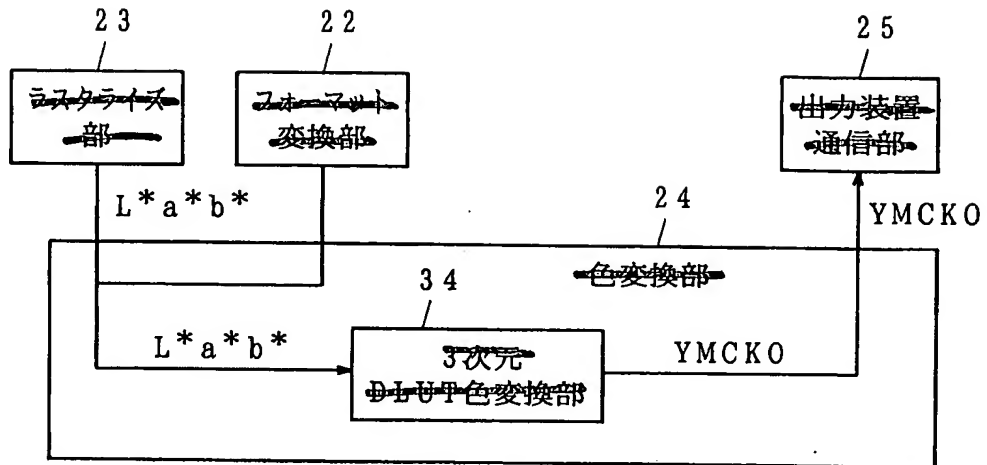 23
22
25
ラスタライズ
部
フォーマット
変換部
出力装置
通信部
L*a*b*
24
YMCKO
色変換部
34
L*a*b*
3次元
DLUT色変換部
YMCKO